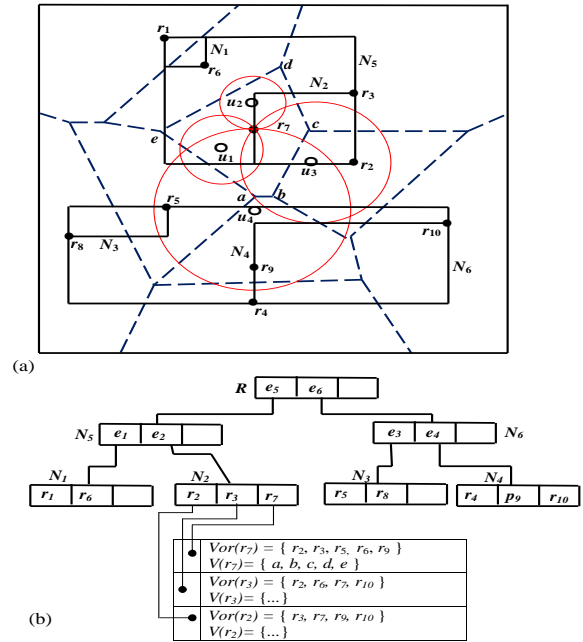 r1
N1
r6
N5
d
N2
r3
u2
r7
c
e
u1
u3
r2
a
b
r5
u4
r10
r8
N3
N4
r9
N6
r4
(a)
R
e5 e6
N5
e1 e2
e3 e4
N6
N1
N2
N3
N4
r1 r6
r2 r3 r7
r5 r8
r4 p9 r10
Vor(r7) = { r2, r3, r5, r6, r9 }
V(r7)= { a, b, c, d, e }
Vor(r3) = { r2, r6, r7, r10 }
V(r3)= {...}
Vor(r2) = { r3, r7, r9, r10 }
V(r2)= {...}
(b)